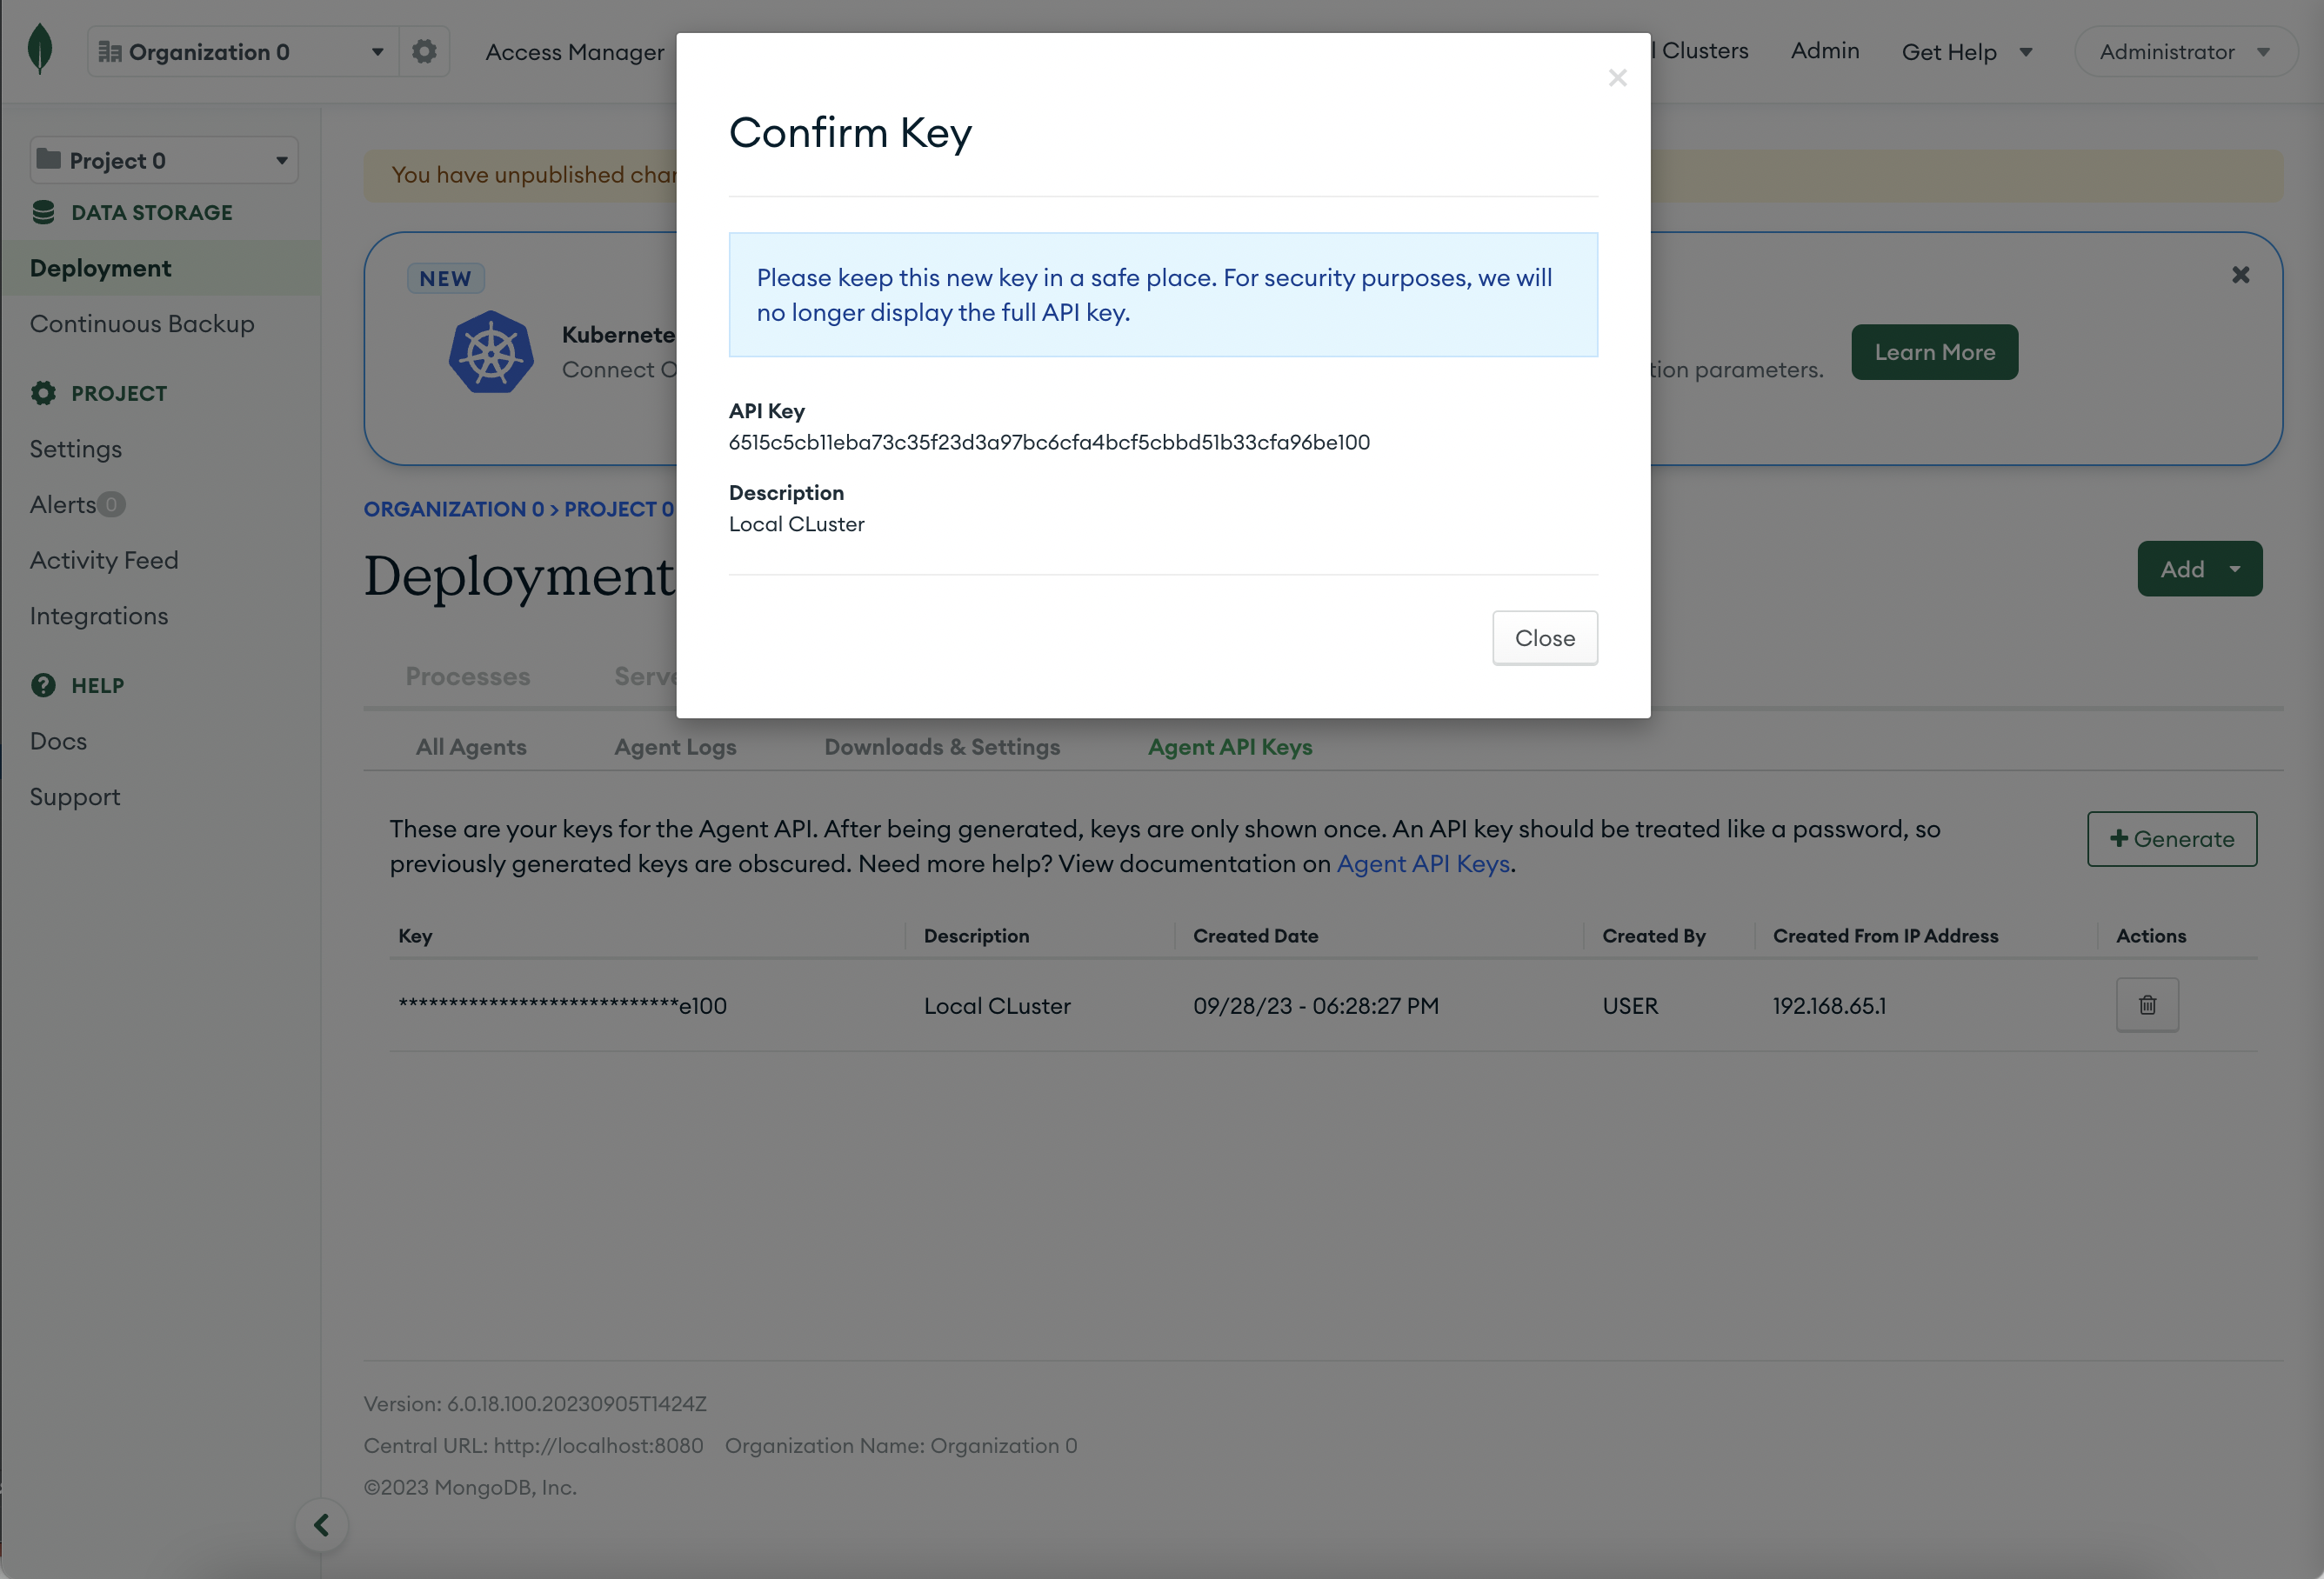 Organization 0
Access Manager
l Clusters
Admin
Get Help
Administrator
Project 0
DATA STORAGE
Deployment
Continuous Backup
PROJECT
Settings
Alerts 0
Activity Feed
Integrations
HELP
Docs
Support
You have unpublished char
NEW
Kubernete
Connect O
tion parameters.
Learn More
ORGANIZATION 0 > PROJECT 0
Deployment
Add
Processes
Serve
Confirm Key
Please keep this new key in a safe place. For security purposes, we will
no longer display the full API key.
API Key
6515c5cb11eba73c35f23d3a97bc6cfa4bcf5cbbd51b33cfa96be100
Description
Local CLuster
Close
All Agents
Agent Logs
Downloads & Settings
Agent API Keys
These are your keys for the Agent API. After being generated, keys are only shown once. An API key should be treated like a password, so
previously generated keys are obscured. Need more help? View documentation on Agent API Keys.
Generate
Key Description Created Date Created By Created From IP Address Actions
****************************e100 Local CLuster 09/28/23 - 06:28:27 PM USER 192.168.65.1
Version: 6.0.18.100.20230905T1424Z
Central URL: http://localhost:8080 Organization Name: Organization 0
©2023 MongoDB, Inc.